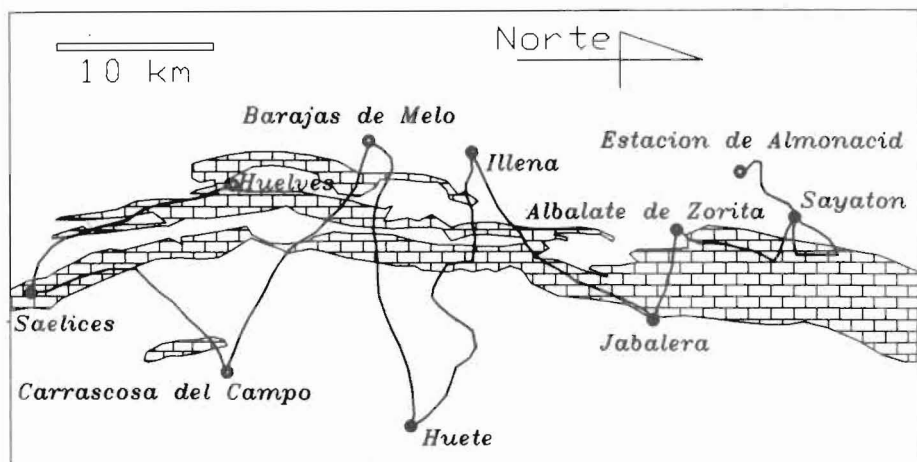 Norte
10 km
Barajas de Melo
Estacion de Almonacid
Illena
Huelves
Sayaton
Albalate de Zorita
Saelices
Jabalera
Carrascosa del Campo
Huete